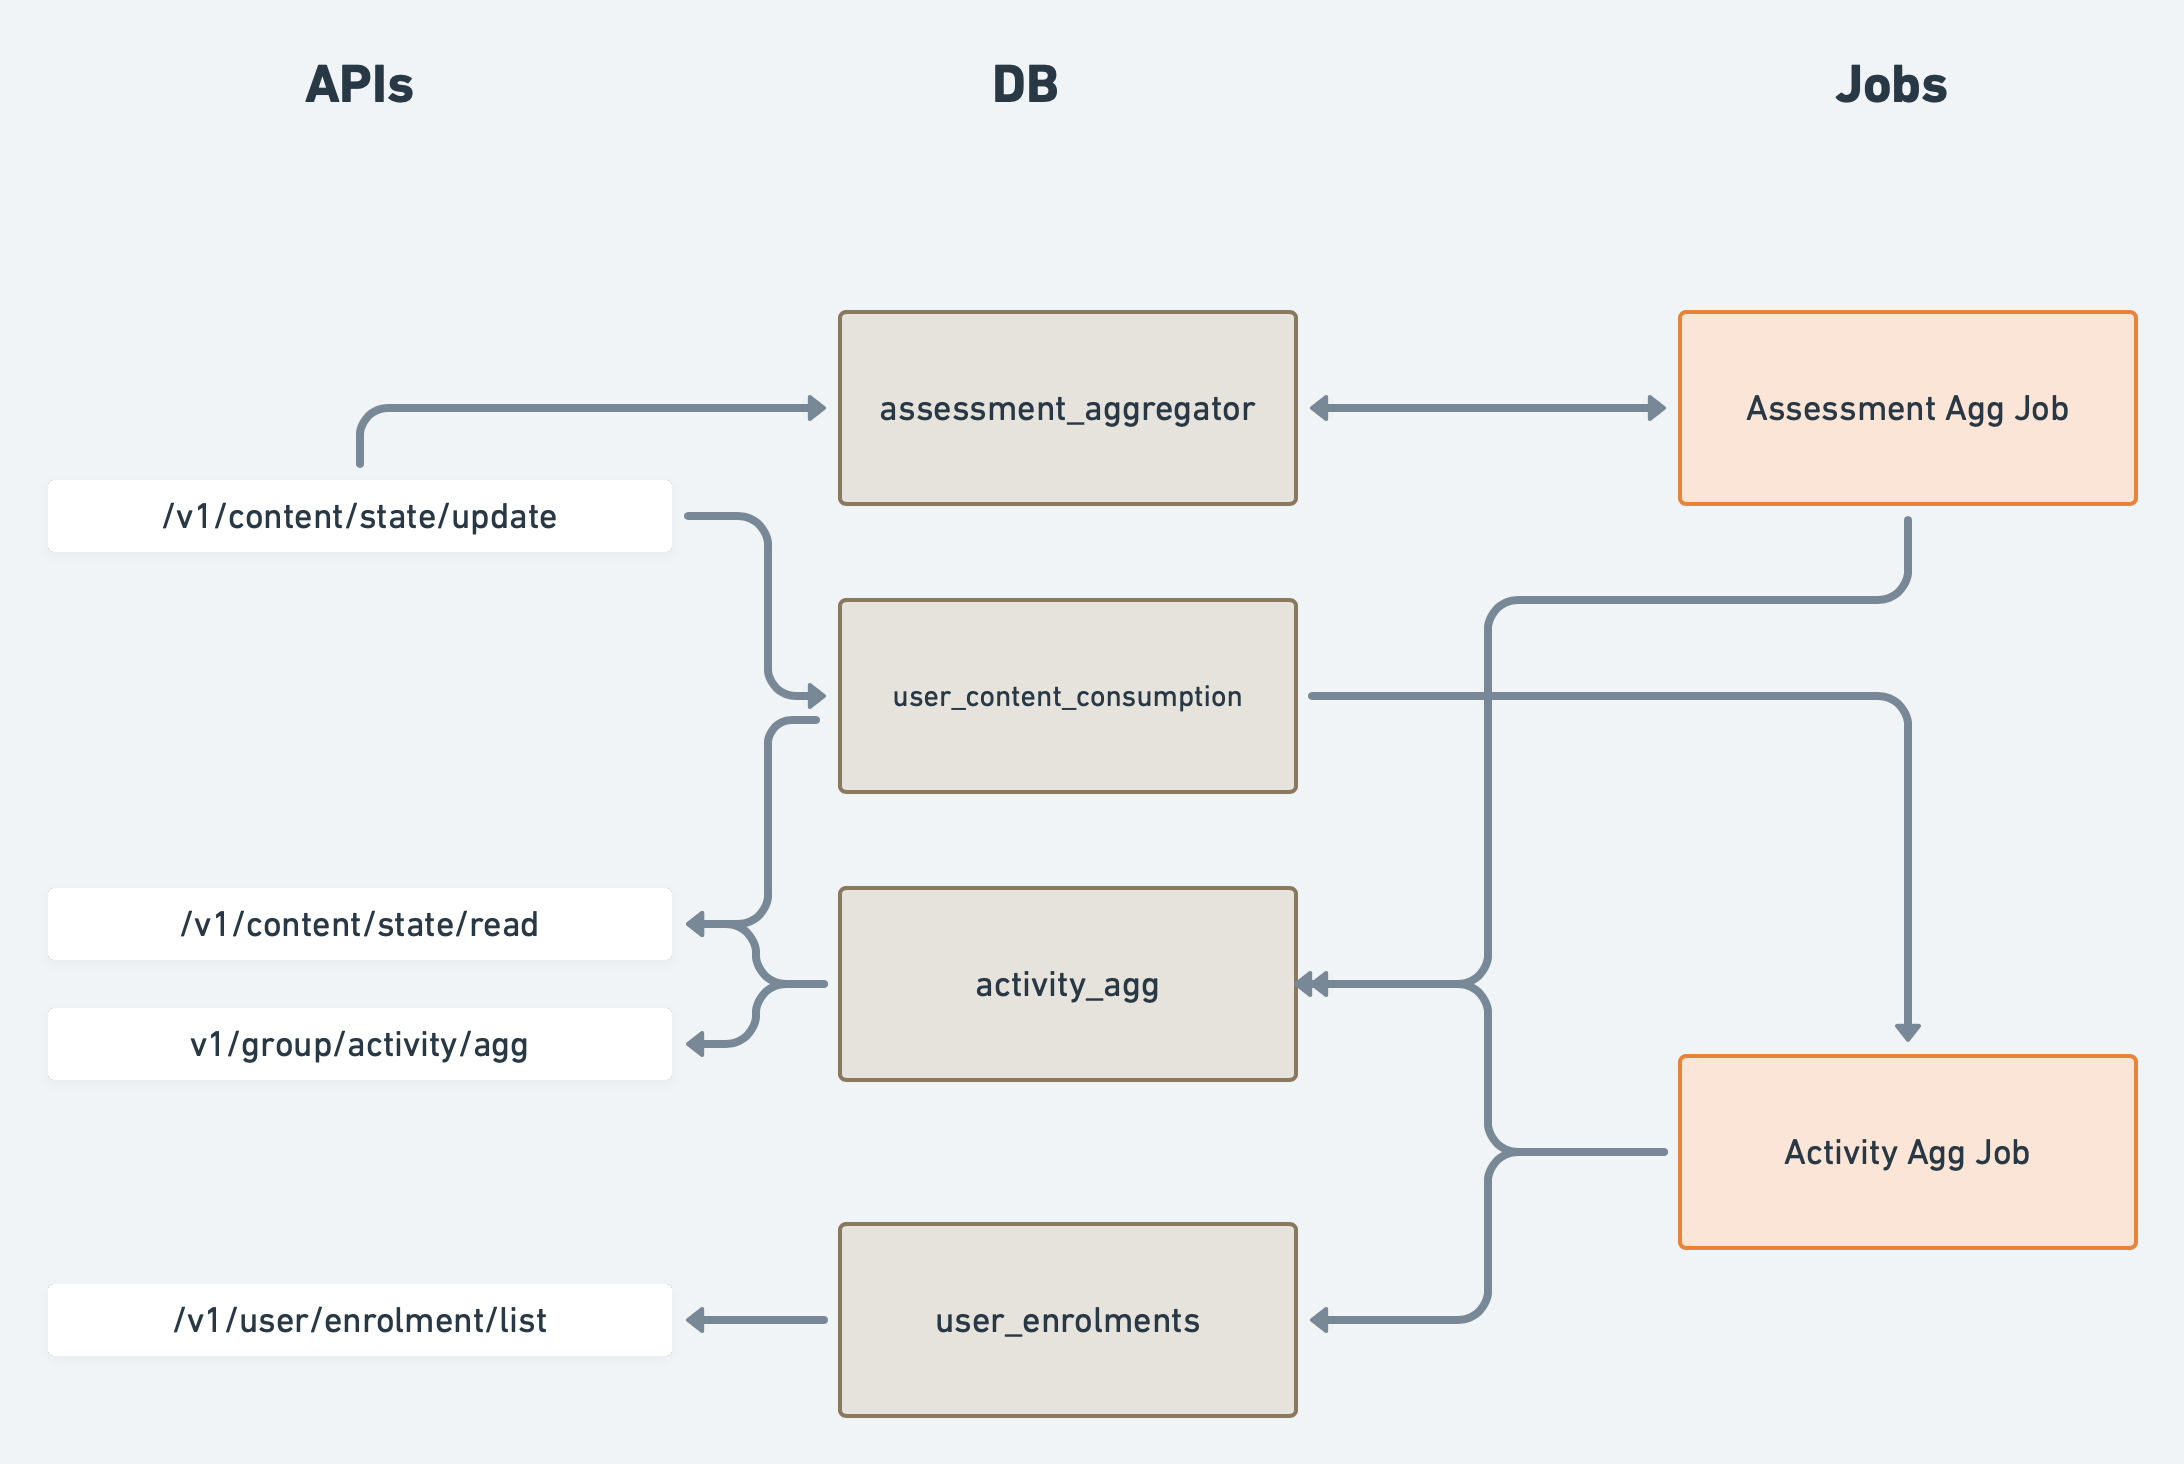 APIs
DB
Jobs
assessment_aggregator
Assessment Agg Job
/v1/content/state/update
user_content_consumption
/v1/content/state/read
activity_agg
v1/group/activity/agg
Activity Agg Job
/v1/user/enrolment/list
user_enrolments